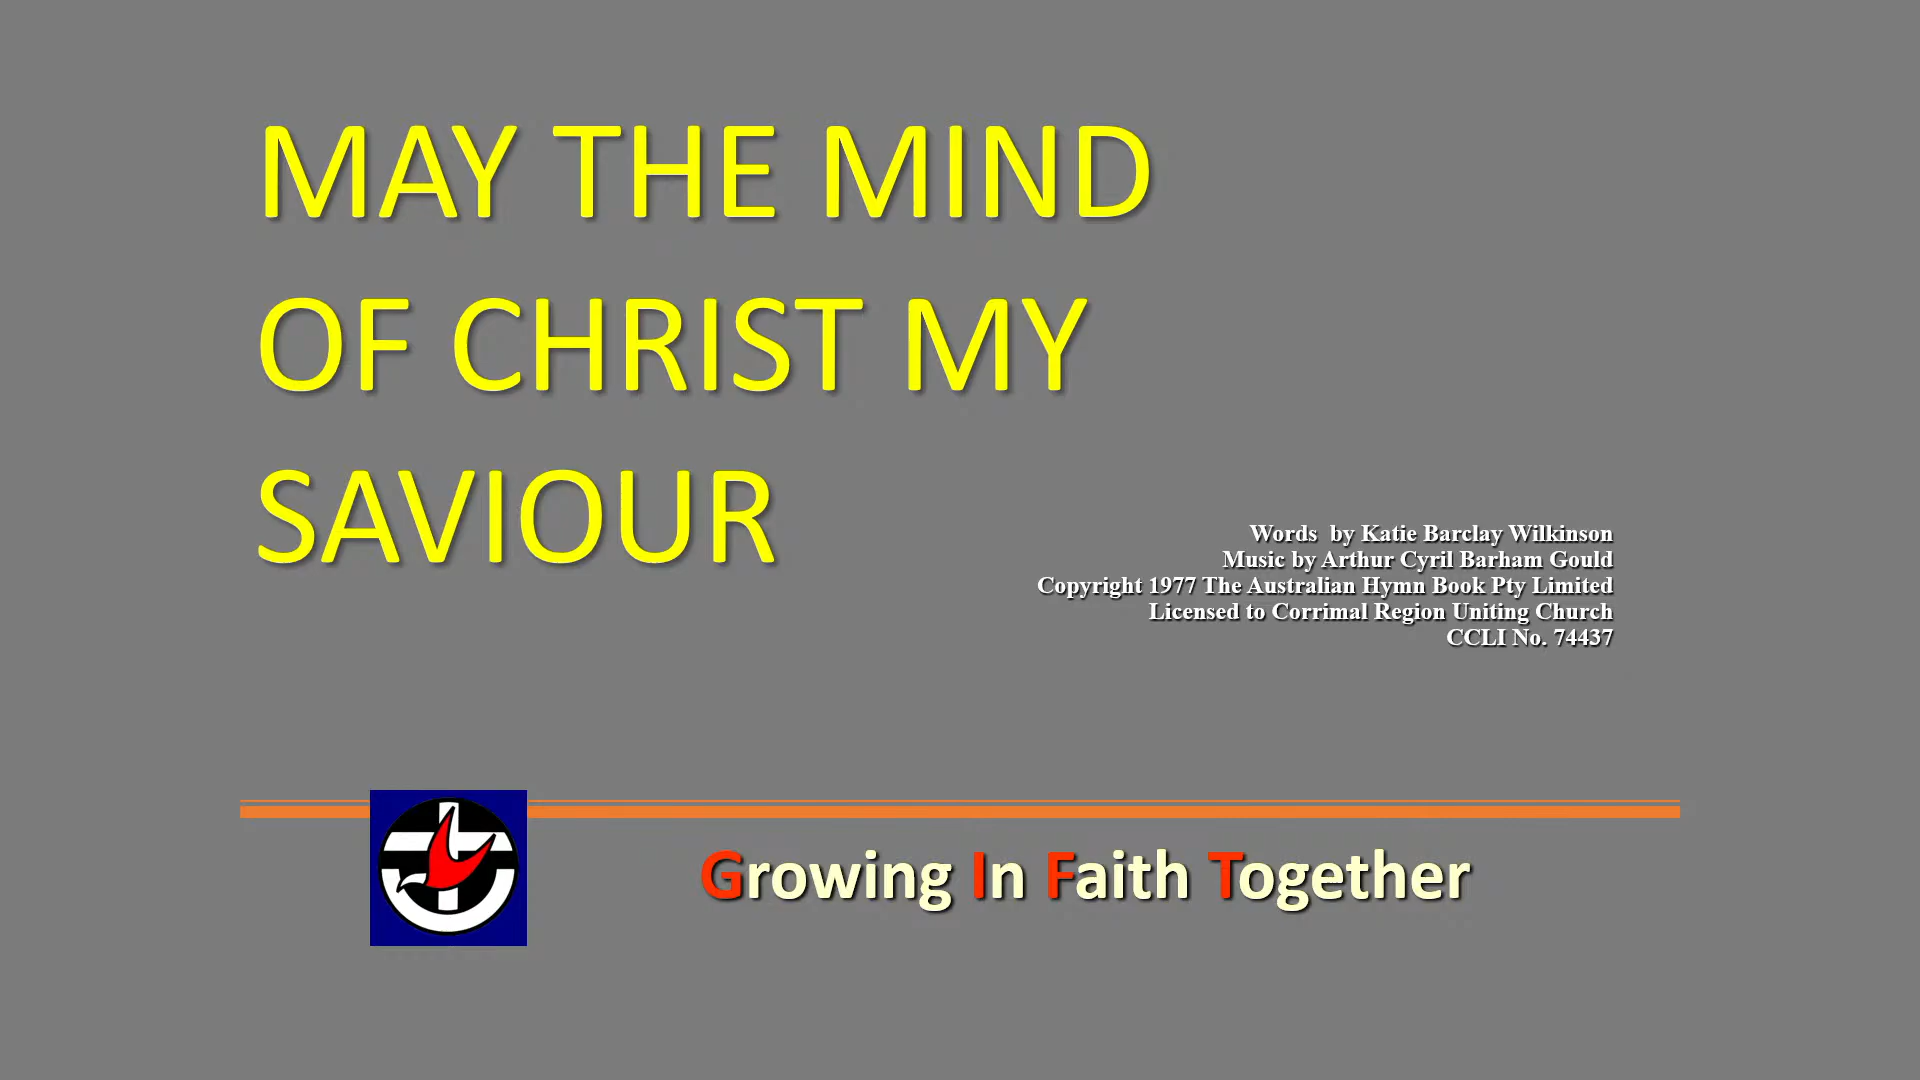 MAY THE MIND
OF CHRIST MY
SAVIOUR
Words  by Katie Barclay Wilkinson
Music by Arthur Cyril Barham Gould
Copyright 1977 The Australian Hymn Book Pty Limited
Licensed to Corrimal Region Uniting Church
CCLI No. 74437
Growing In Faith Together